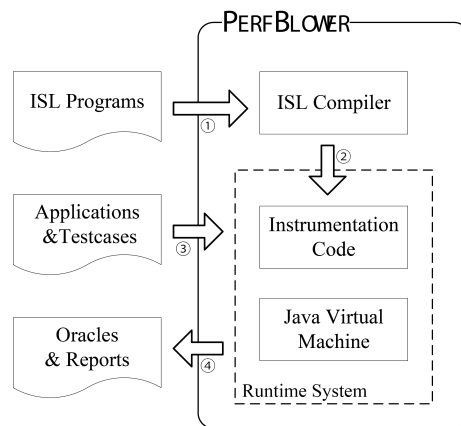 PERFBLOWER
ISL Programs
①
ISL Compiler
②
Applications
&Testcases
③
Instrumentation
Code
Oracles
& Reports
④
Java Virtual
Machine
Runtime System